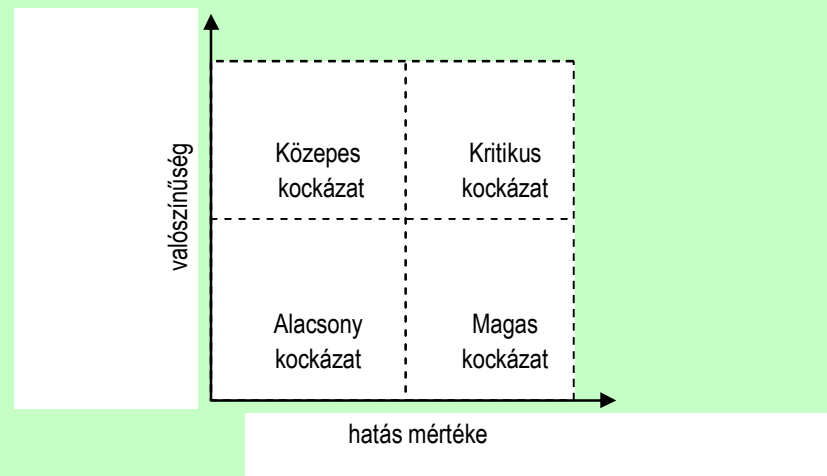 valószínűség
Közepes
kockázat
Kritikus
kockázat
Alacsony
kockázat
Magas
kockázat
hatás mértéke